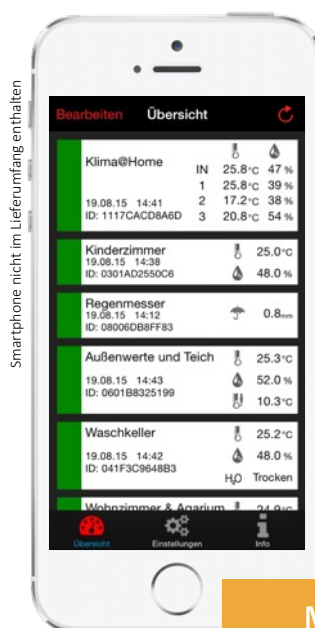 Smartphone nicht im Lieferumfang enthalten
Bearbeiten Übersicht
Klima@Home
IN 25.8°C 47 %
1 25.8°C 39 %
19.08.15 14:41 2 17.2°C 38 %
ID: 1117CACD8A6D 3 20.8°C 54 %
Kinderzimmer 25.0°C
19.08.15 14:38
ID: 0301AD2550C6 48.0 %
Regenmesser
19.08.15 14:12 0.8mm
ID: 08006DB8FF83
Außenwerte und Teich 25.3°C
19.08.15 14:43 52.0 %
ID: 0601B8325199 10.3°C
Waschkeller 25.2°C
19.08.15 14:42 48.0 %
ID: 041F3C9648B3 H₂O Trocken
Wohnzimmer & Agarium 24.9°C
Übersicht Einstellungen Info